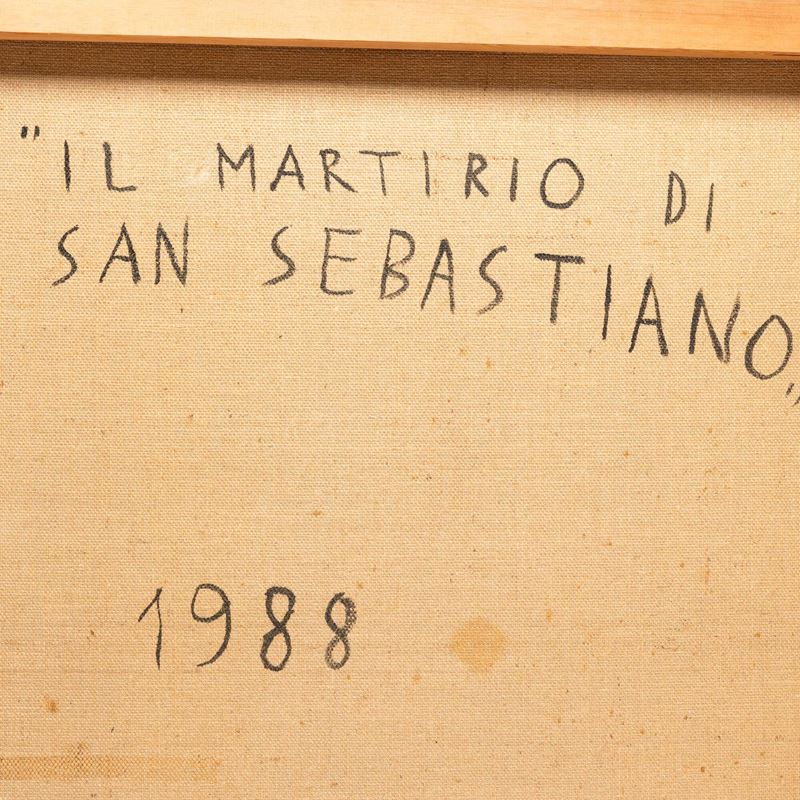 "IL MARTIRIO DI
SAN SEBASTIANO"
1988